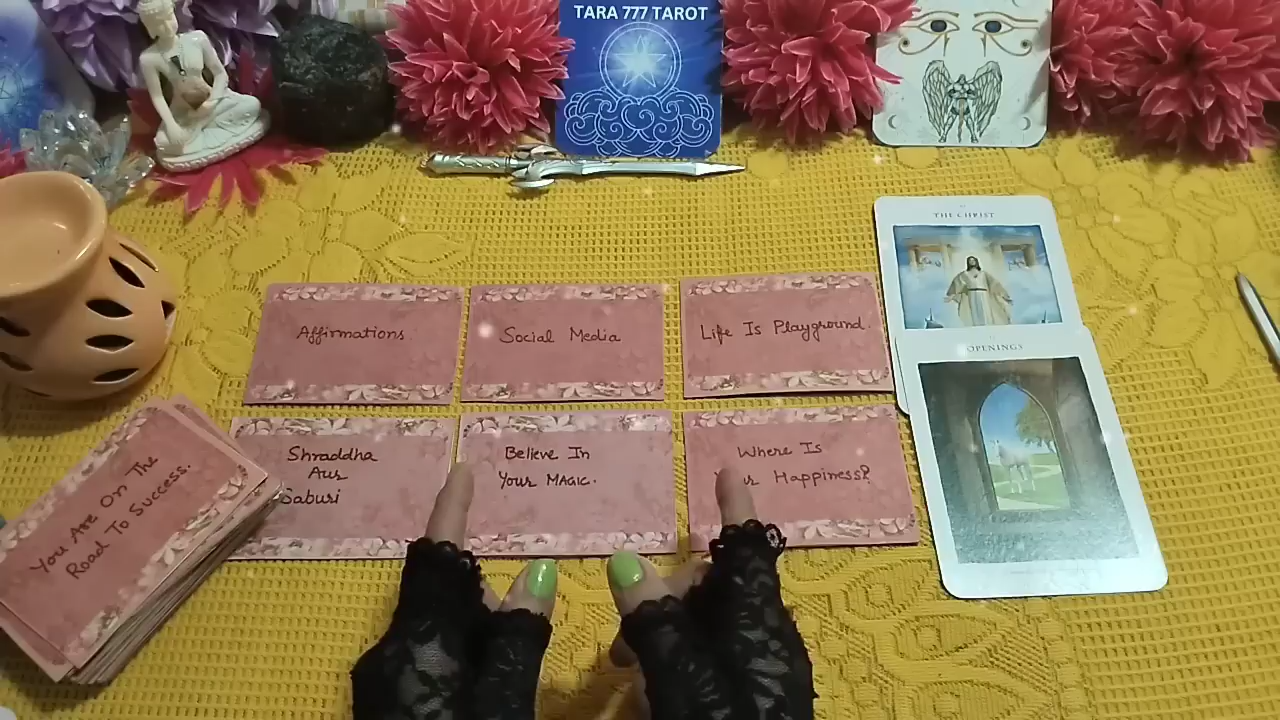 TARA 777 TAROT
THE CHRIST
Affirmations
Social Media
Life Is Playground.
OPENINGS
Shraddha
Aur
Saburi
Believe In
Your Magic.
Where Is
Happiness?
You Are On The
Road To Success.